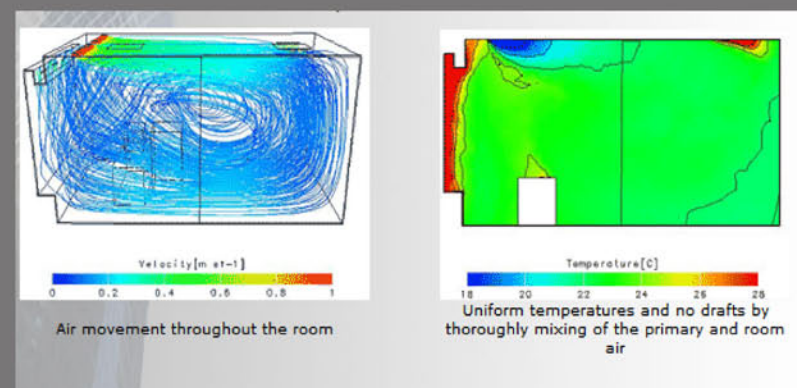 Velocity[m st-1]
0 0.2 0.4 0.6 0.8 1
Air movement throughout the room
Temperature[C]
18 20 22 24 26 28
Uniform temperatures and no drafts by
thoroughly mixing of the primary and room
air